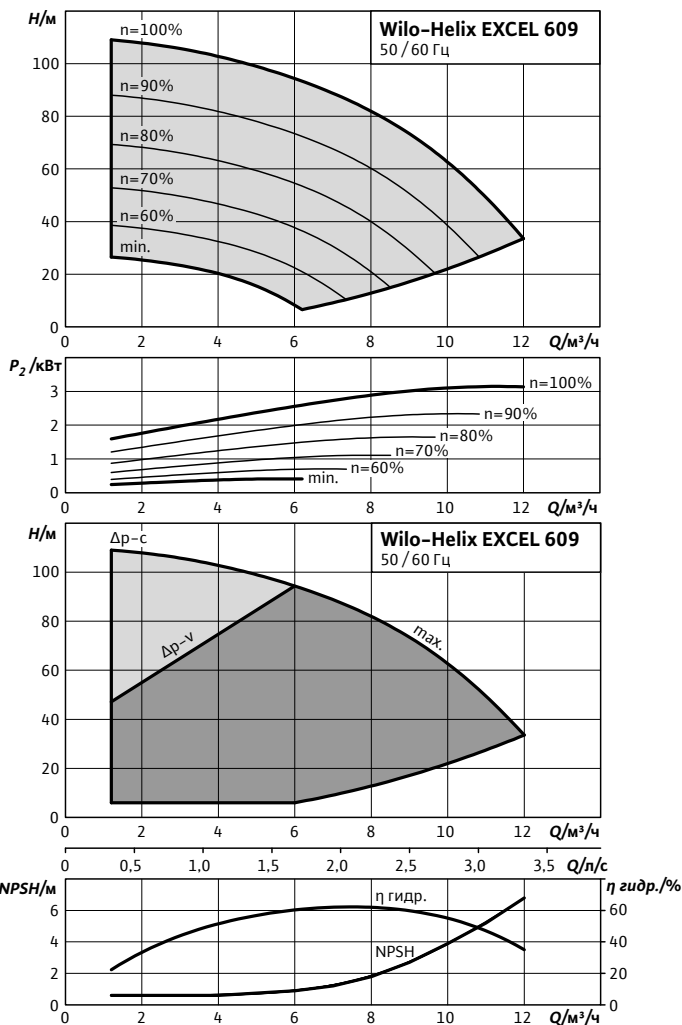 H/м
Wilo-Helix EXCEL 609
50 / 60 Гц
n=100%
n=90%
n=80%
n=70%
n=60%
min.
100
80
60
40
20
0
0 2 4 6 8 10 12 Q/м³/ч
P₂ /кВт
3
2
1
0
n=100%
n=90%
n=80%
n=70%
n=60%
min.
0 2 4 6 8 10 12 Q/м³/ч
H/м
Δp-c
Wilo-Helix EXCEL 609
50 / 60 Гц
100
80
60
40
20
0
Δp-v
max.
0 2 4 6 8 10 12 Q/м³/ч
0 0,5 1,0 1,5 2,0 2,5 3,0 3,5 Q/л/с
NPSH/м
η гидр./%
6
4
2
0
η гидр.
NPSH
60
40
20
0
0 2 4 6 8 10 12 Q/м³/ч